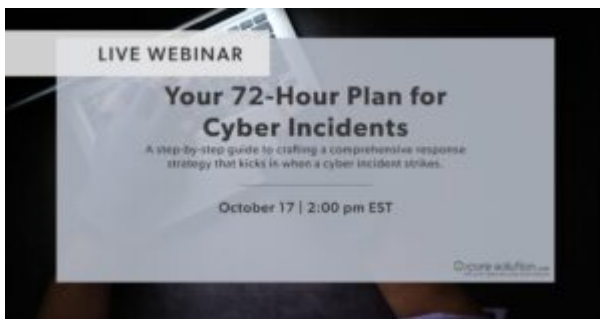 LIVE WEBINAR
Your 72-Hour Plan for
Cyber Incidents
A step-by-step guide to crafting a comprehensive response
strategy that kicks in when a cyber incident strikes.
October 17 | 2:00 pm EST